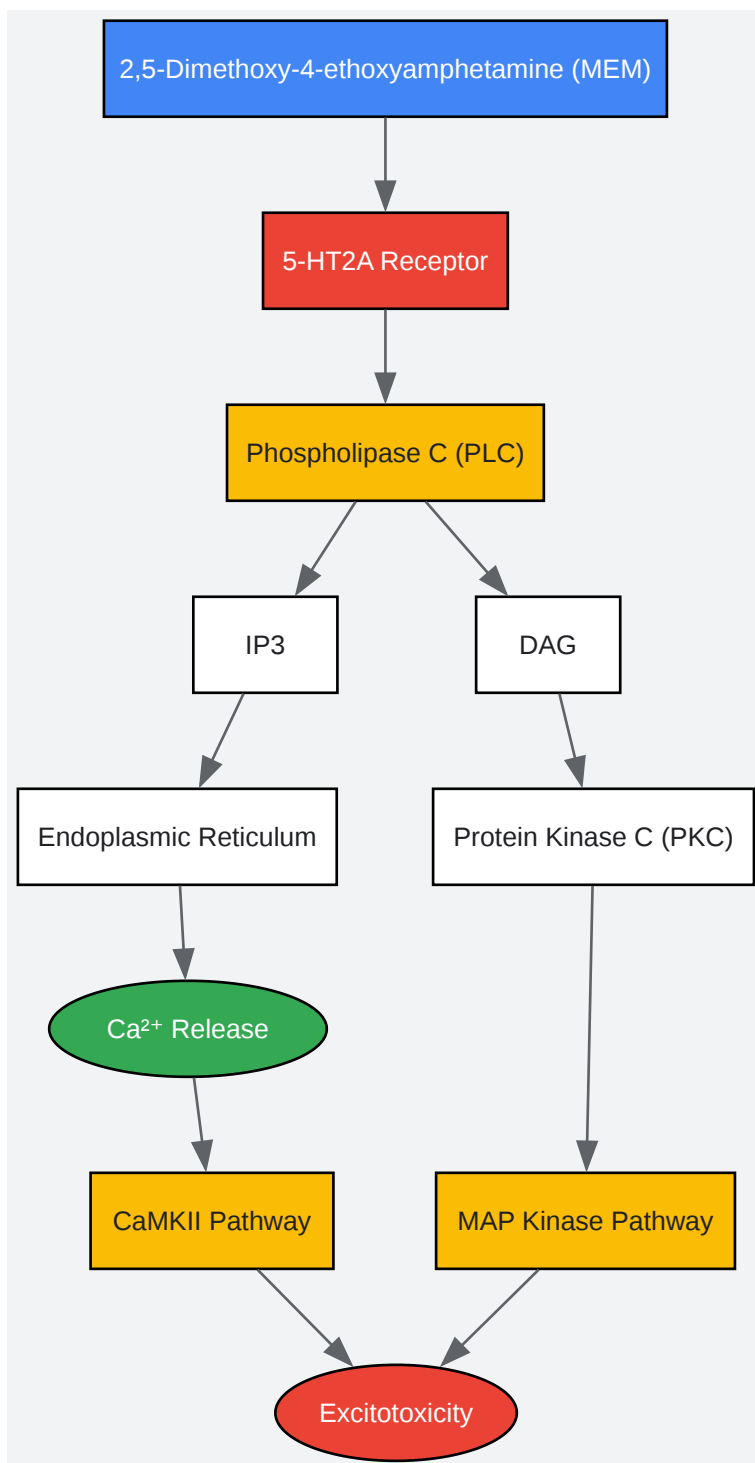 2,5-Dimethoxy-4-ethoxyamphetamine (MEM)
5-HT2A Receptor
Phospholipase C (PLC)
IP3
DAG
Endoplasmic Reticulum
Protein Kinase C (PKC)
Ca²⁺ Release
CaMKII Pathway
MAP Kinase Pathway
Excitotoxicity